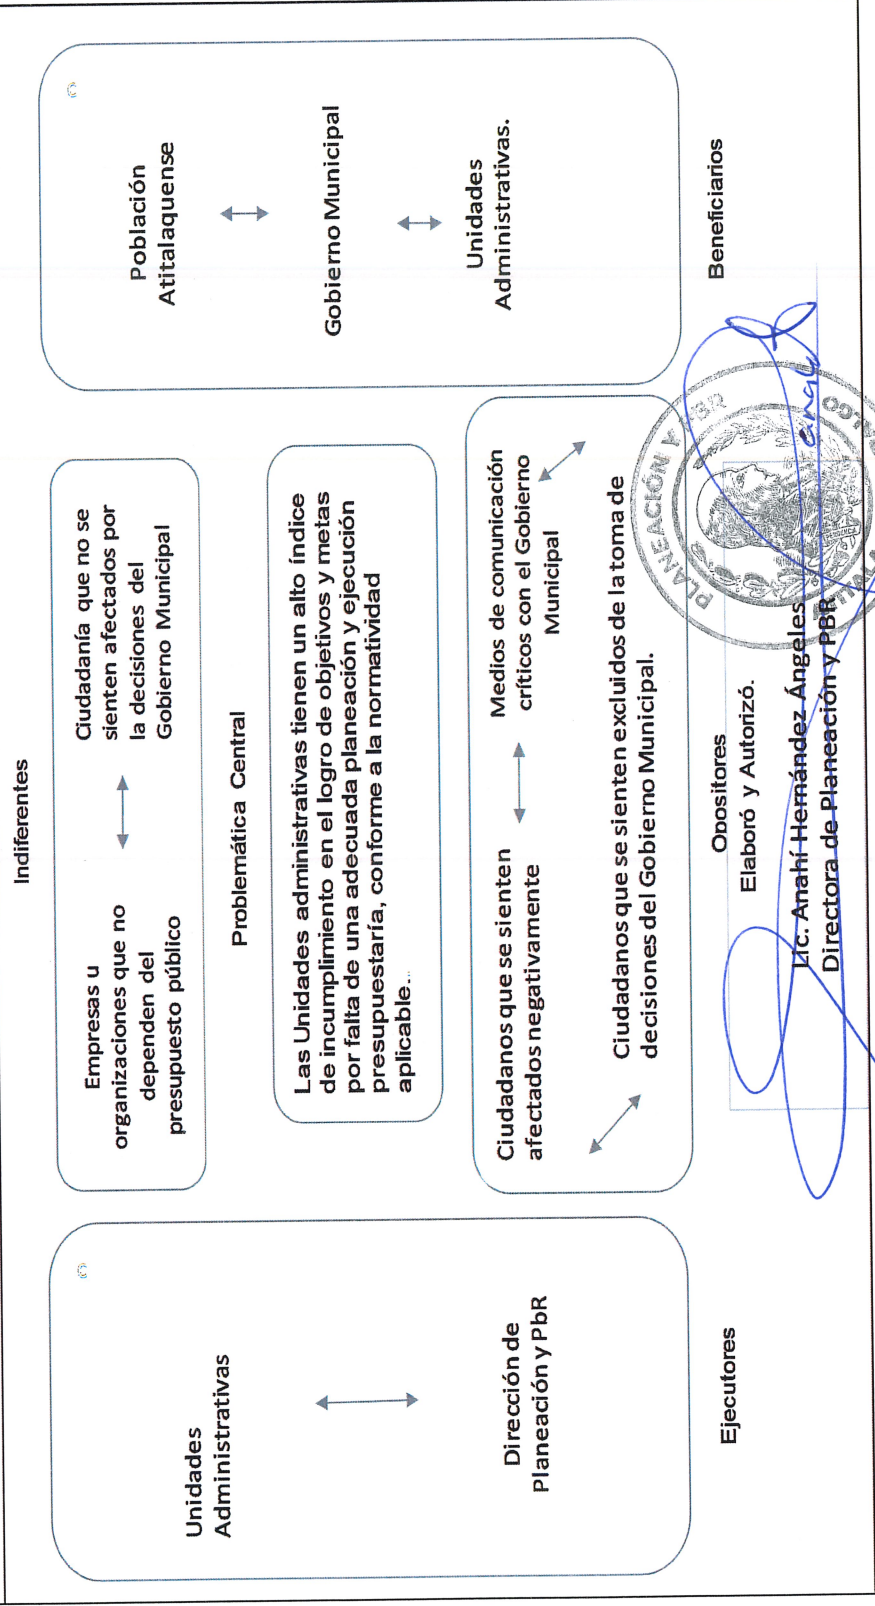 Indiferentes
Empresas u
organizaciones que no
dependen del
presupuesto público
Ciudadanía que no se
sienten afectados por
la decisiones del
Gobierno Municipal
Unidades
Administrativas
Dirección de
Planeación y PbR
Ejecutores
Problemática Central
Las Unidades administrativas tienen un alto índice
de incumplimiento en el logro de objetivos y metas
por falta de una adecuada planeación y ejecución
presupuestaría, conforme a la normatividad
aplicable..
Ciudadanos que se sienten
afectados negativamente
Medios de comunicación
críticos con el Gobierno
Municipal
Ciudadanos que se sienten excluidos de la toma de
decisiones del Gobierno Municipal.
Opositores
Población
Atitalaquense
Gobierno Municipal
Unidades
Administrativas.
Beneficiarios
Elaboró y Autorizó.
Lic. Anahí Hernández Ángeles
Directora de Planeación y PBR
PLANEACIÓN Y PBR